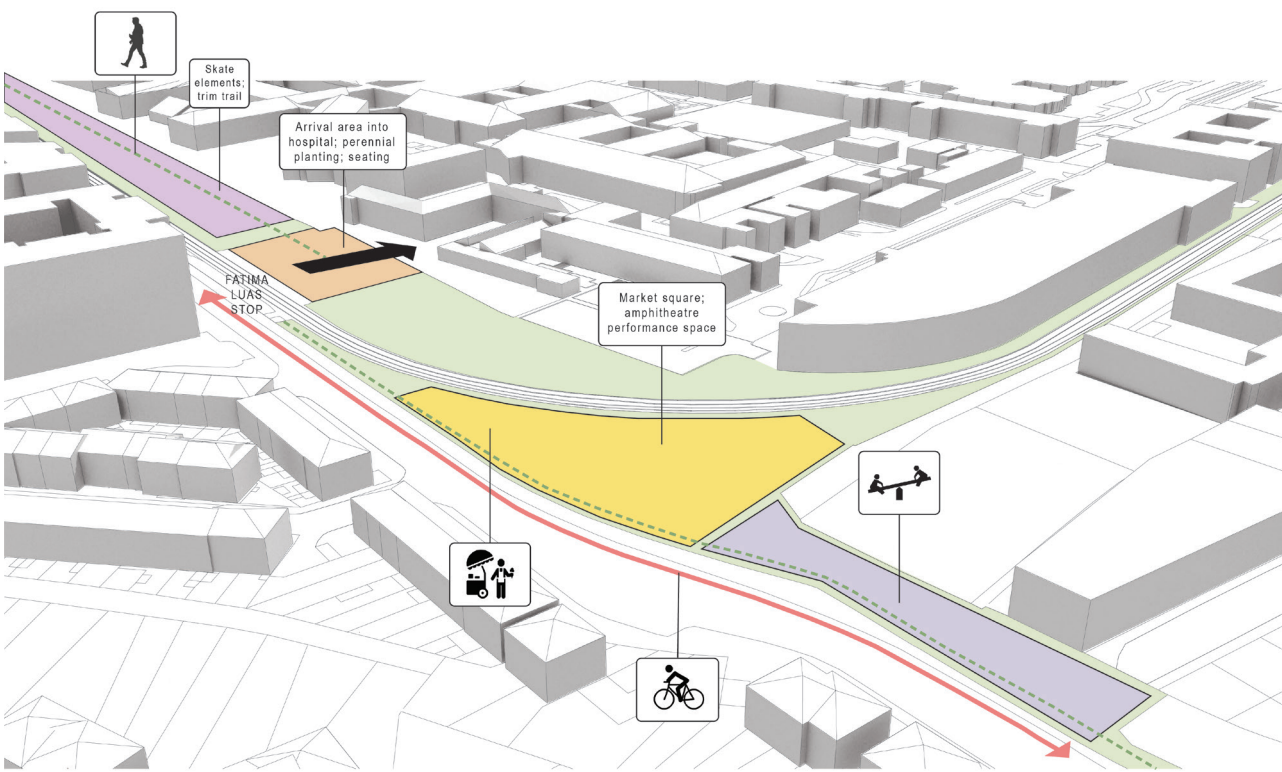 Skate
elements;
trim trail
Arrival area into
hospital; perennial
planting; seating
FATIMA
LUAS
STOP
Market square;
amphitheatre
performance space